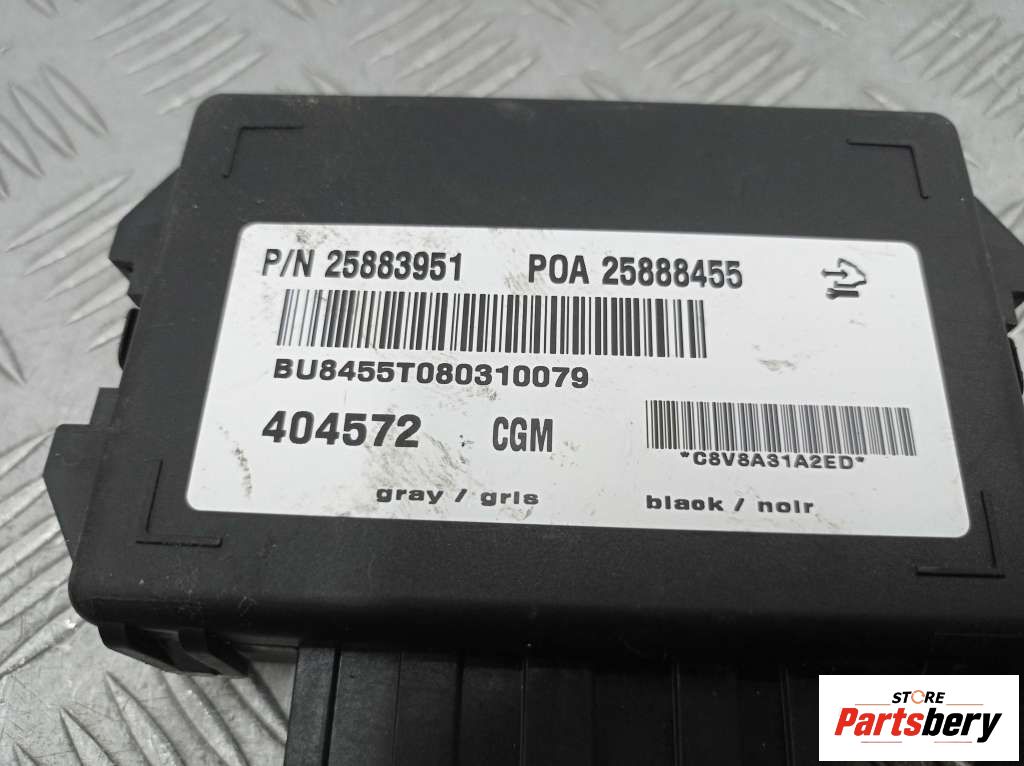 P/N 25883951 POA 25888455
BU8455T080310079
404572 CGM
*C8V8A31A2ED*
gray / gris black / noir
STORE
Partsbery